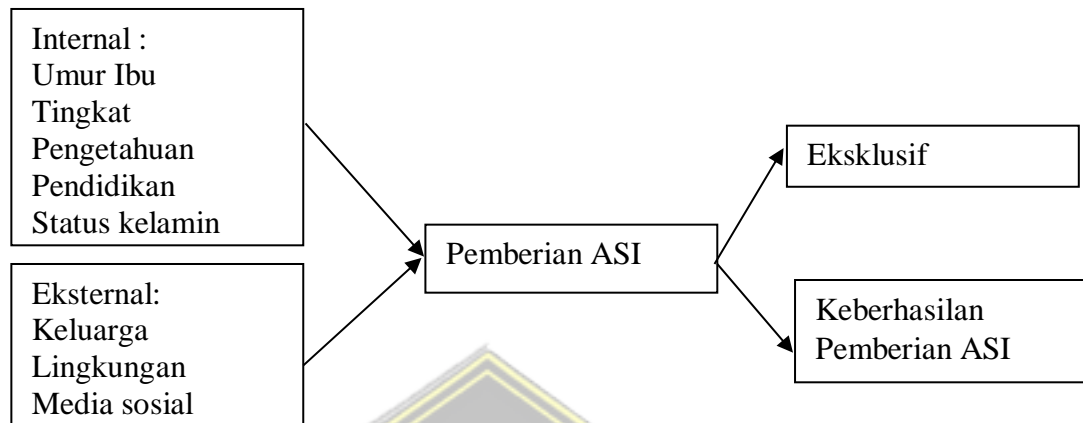 Internal :
Umur Ibu
Tingkat
Pengetahuan
Pendidikan
Status kelamin
Eksternal:
Keluarga
Lingkungan
Media sosial
Pemberian ASI
Eksklusif
Keberhasilan
Pemberian ASI